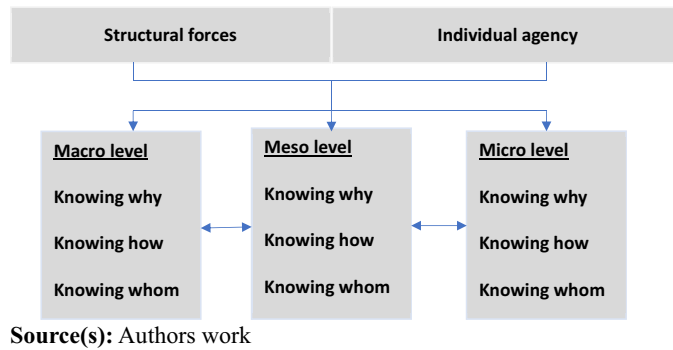 Structural forces
Individual agency
Macro level
Knowing why
Knowing how
Knowing whom
Meso level
Knowing why
Knowing how
Knowing whom
Micro level
Knowing why
Knowing how
Knowing whom
Source(s): Authors work